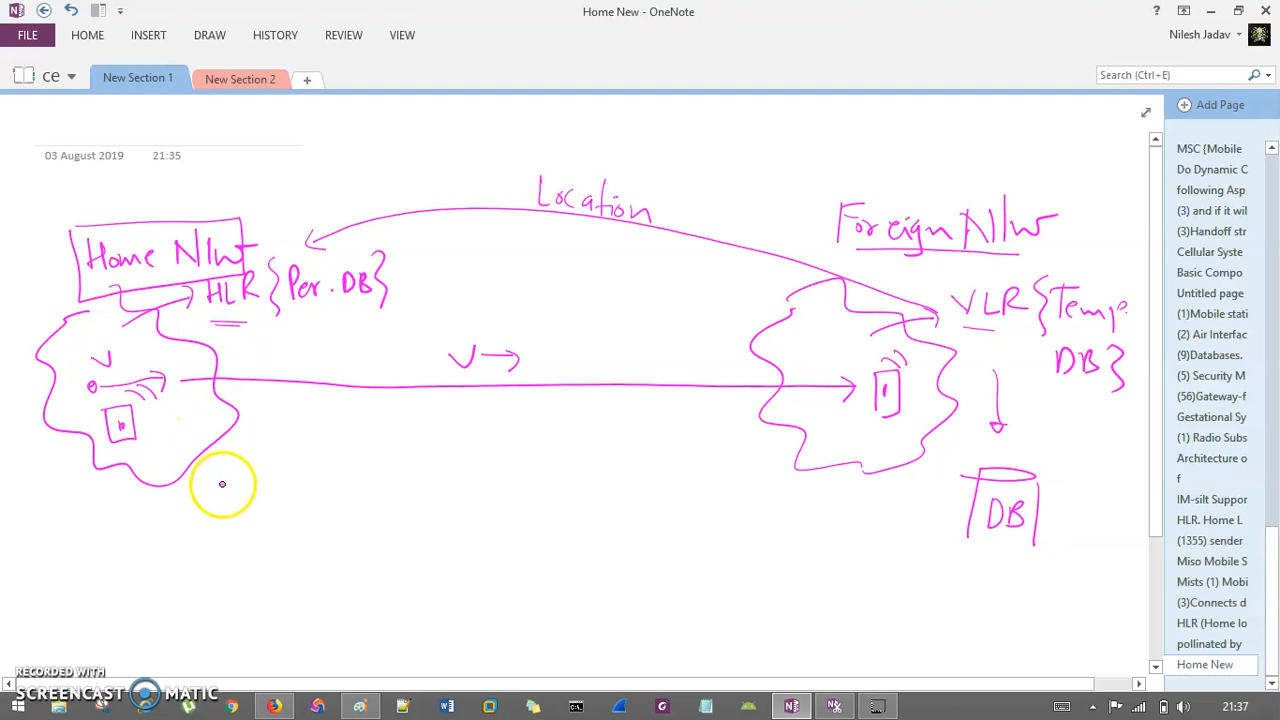 Home New - OneNote
FILE HOME INSERT DRAW HISTORY REVIEW VIEW
Nilesh Jadav
ce New Section 1 New Section 2 +
Search (Ctrl+E)
Add Page
03 August 2019 21:35
Location
Home N/w
HLR {Per. DB}
Foreign N/w
VLR {Temp.
DB}
V
V →
DB
MSC {Mobile
Do Dynamic C
following Asp
(3) and if it wil
(3)Handoff str
Cellular Syste
Basic Compo
Untitled page
(1)Mobile stati
(2) Air Interfac
(9)Databases.
(5) Security M
(56)Gateway-f
Gestational Sy
(1) Radio Subs
Architecture o
f
IM-silt Suppor
HLR. Home L
(1355) sender
Miso Mobile S
Mists (1) Mobi
(3)Connects d
HLR (Home lo
pollinated by
Home New
RECORDED WITH
SCREENCAST MATIC
21:37